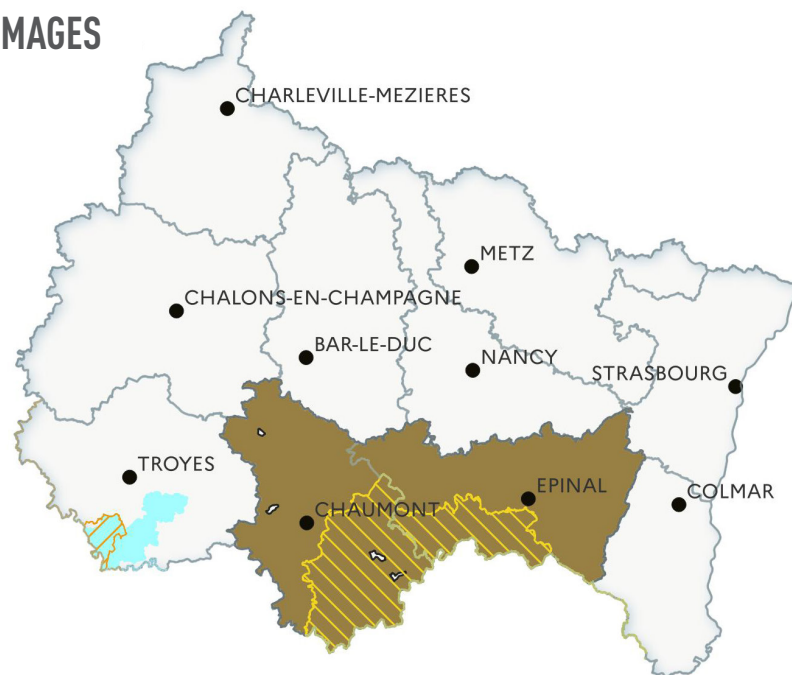 MAGES
CHARLEVILLE-MEZIERES
METZ
CHALONS-EN-CHAMPAGNE
BAR-LE-DUC
NANCY
STRASBOURG
TROYES
EPINAL
COLMAR
CHAUMONT